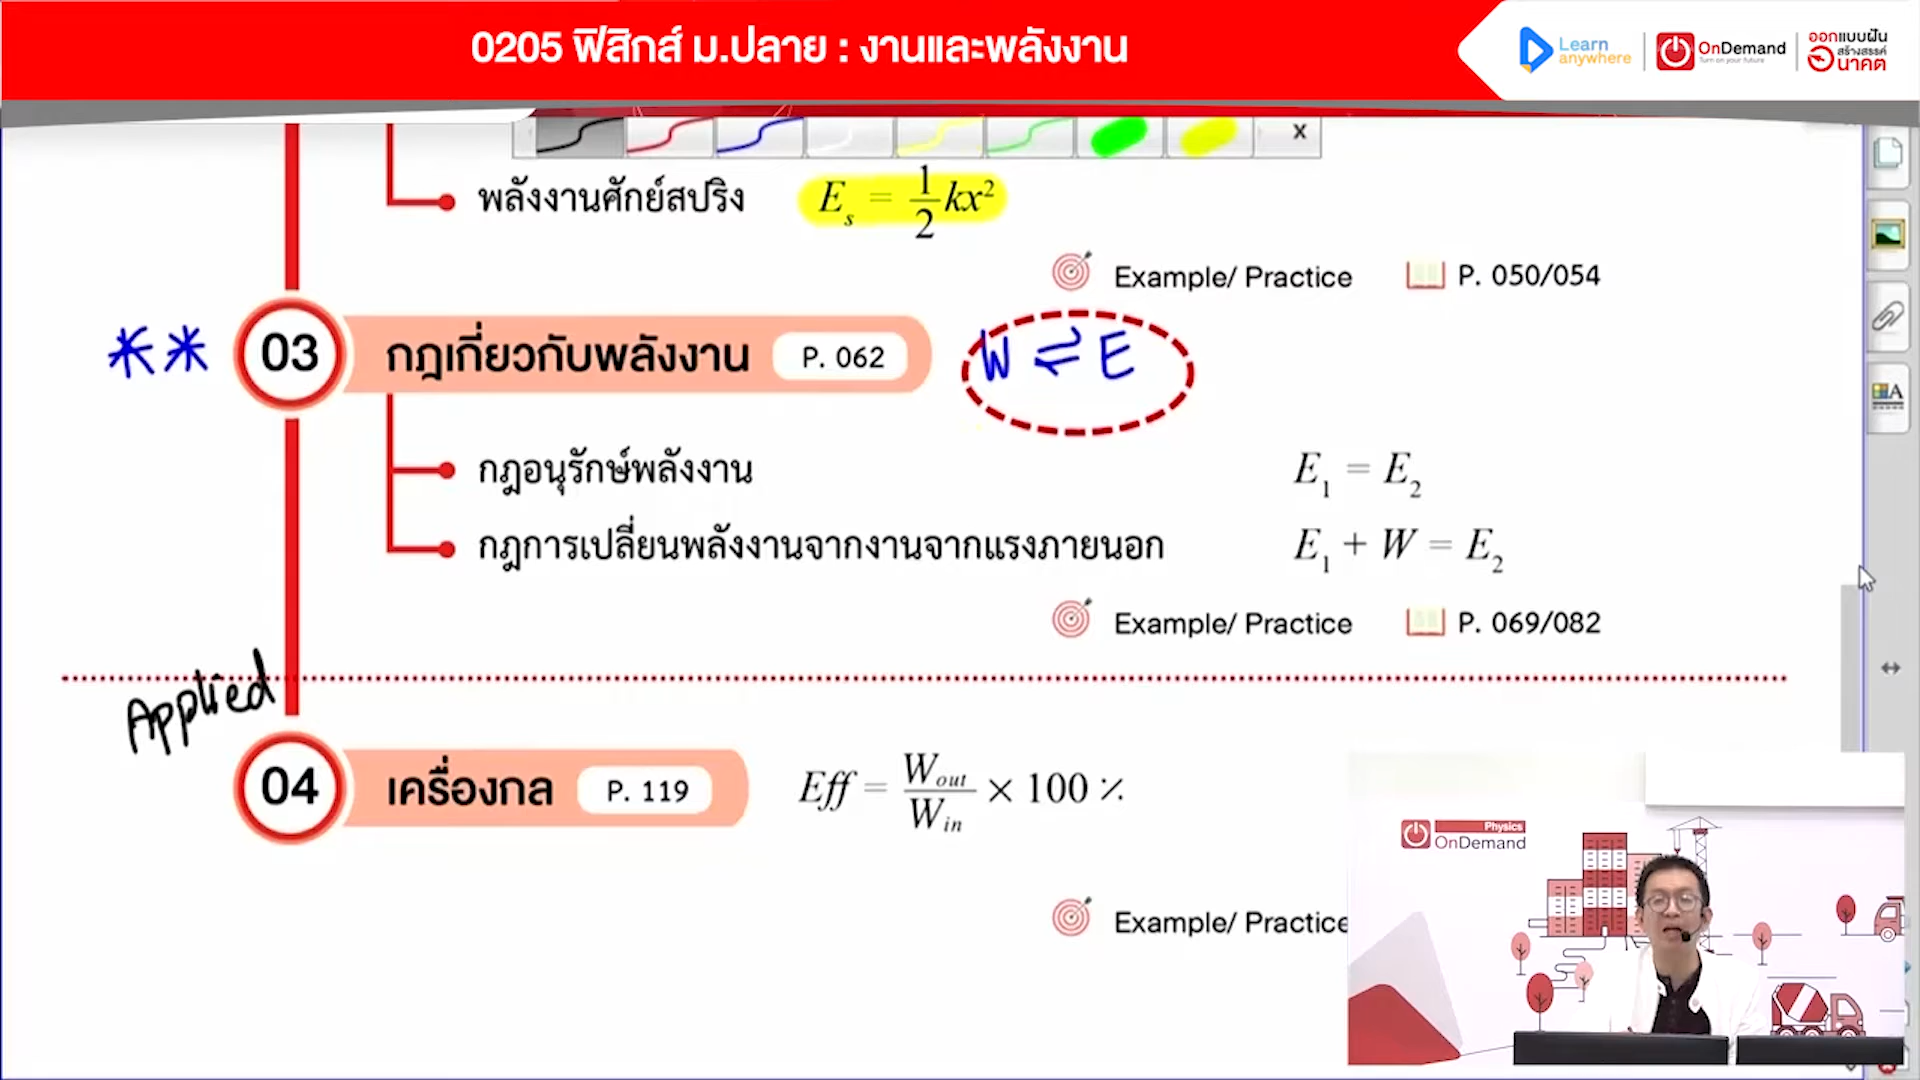 0205 ฟิสิกส์ ม.ปลาย : งานและพลังงาน
Learn anywhere
OnDemand
Turn on your future
ออกแบบฝัน
สร้างสรรค์
อนาคต
x
พลังงานศักย์สปริง E_s = 1/2 kx²
Example/ Practice P. 050/054
** 03 กฎเกี่ยวกับพลังงาน P. 062 W ⇌ E
กฎอนุรักษ์พลังงาน E_1 = E_2
กฎการเปลี่ยนพลังงานจากงานจากแรงภายนอก E_1 + W = E_2
Example/ Practice P. 069/082
Applied
04 เครื่องกล P. 119 Eff = W_out/W_in × 100 %
Example/ Practice
Physics
OnDemand